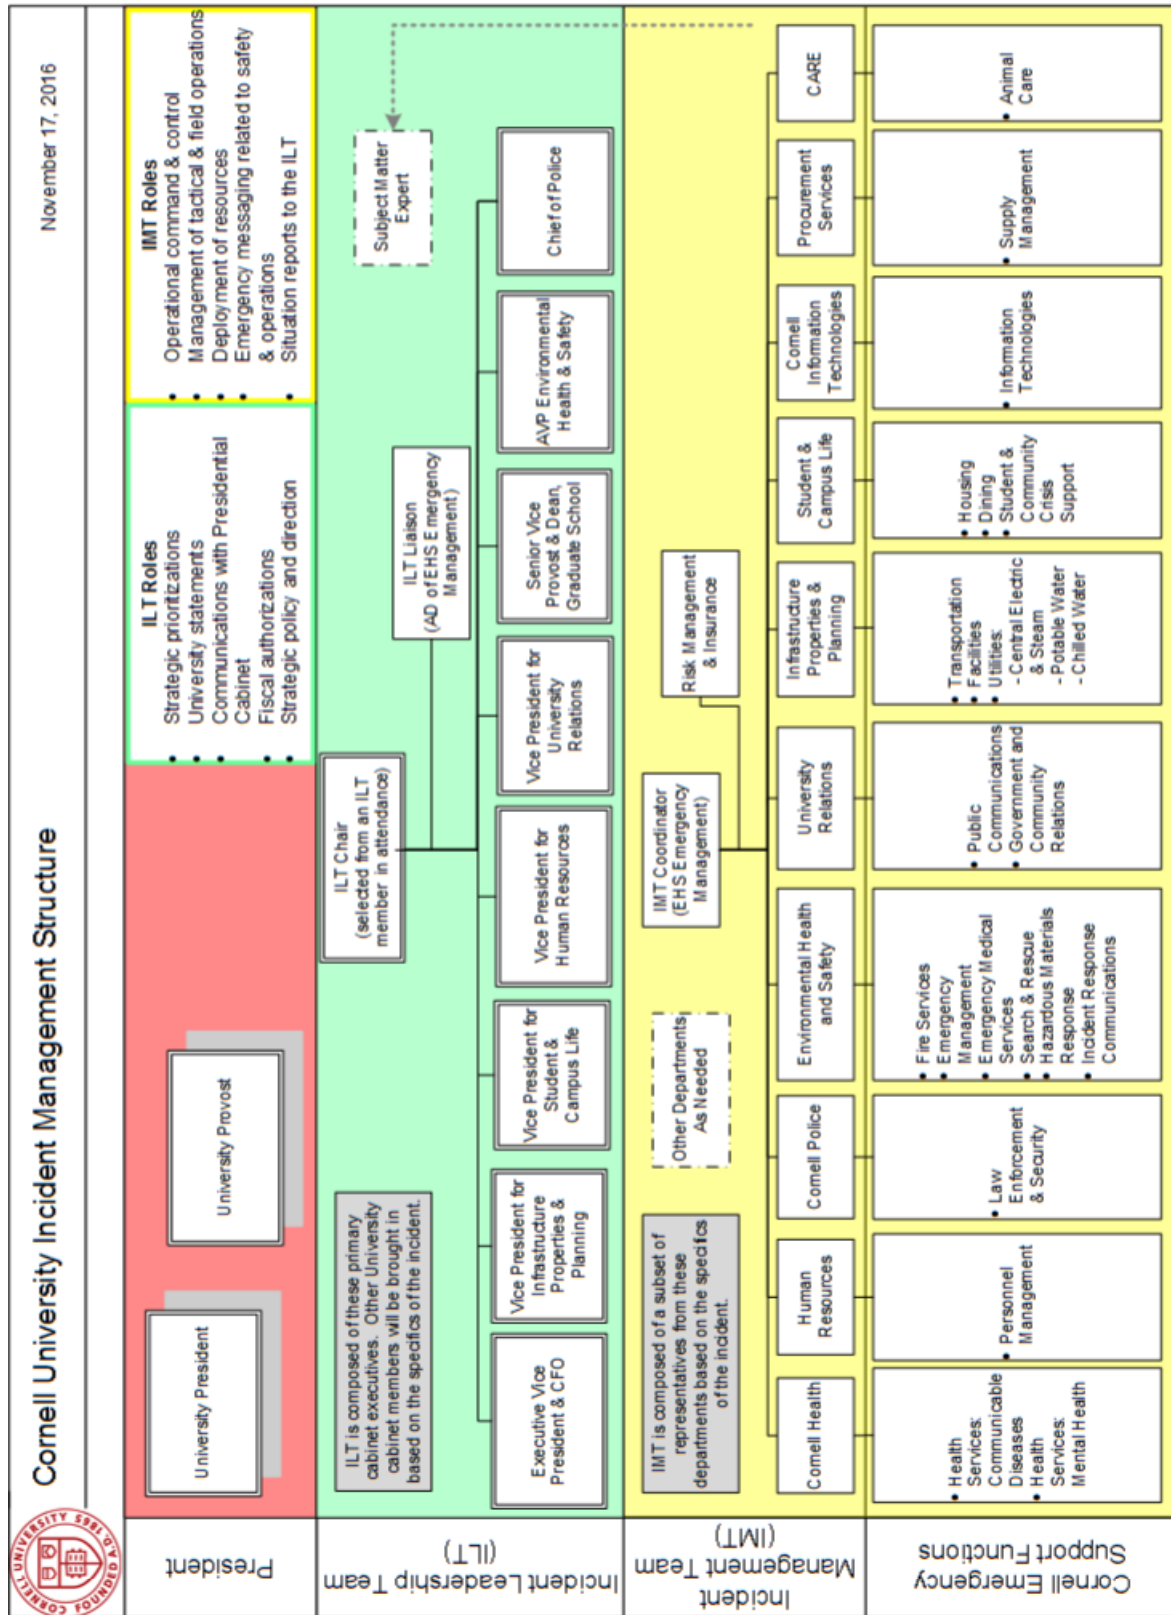 Cornell University Incident Management Structure
November 17, 2016
CORNELL UNIVERSITY
FOUNDED A.D. 1865
President
University President
University Provost
ILT Roles
• Strategic prioritizations
• University statements
• Communications with Presidential
Cabinet
• Fiscal authorizations
• Strategic policy and direction
IMT Roles
• Operational command & control
• Management of tactical & field operations
• Deployment of resources
• Emergency messaging related to safety
& operations
• Situation reports to the ILT
Incident Leadership Team
(ILT)
ILT is composed of these primary
cabinet executives. Other University
cabinet members will be brought in
based on the specifics of the incident.
ILT Chair
(selected from an ILT
member in attendance)
ILT Liaison
(AD of EHS Emergency
Management)
Subject Matter
Expert
Executive Vice
President & CFO
Vice President for
Infrastructure
Properties &
Planning
Vice President for
Student &
Campus Life
Vice President for
Human Resources
Vice President for
University
Relations
Senior Vice
Provost & Dean,
Graduate School
AVP Environmental
Health & Safety
Chief of Police
Incident
Management Team
(IMT)
IMT is composed of a subset of
representatives from these
departments based on the specifics
of the incident.
Other Departments
As Needed
IMT Coordinator
(EHS Emergency
Management)
Risk Management
& Insurance
Cornell Health
Human
Resources
Cornell Police
Environmental Health
and Safety
University
Relations
Infrastructure
Properties &
Planning
Student &
Campus Life
Cornell
Information
Technologies
Procurement
Services
CARE
Cornell Emergency
Support Functions
• Health
Services:
Communicable
Diseases
• Health
Services:
Mental Health
• Personnel
Management
• Law
Enforcement
& Security
• Fire Services
• Emergency
Management
• Emergency Medical
Services
• Search & Rescue
• Hazardous Materials
Response
• Incident Response
Communications
• Public
Communications
• Government and
Community
Relations
• Transportation
• Facilities
• Utilities:
- Central Electric
& Steam
- Potable Water
- Chilled Water
• Housing
• Dining
• Student &
Community
Crisis
Support
• Information
Technologies
• Supply
Management
• Animal
Care